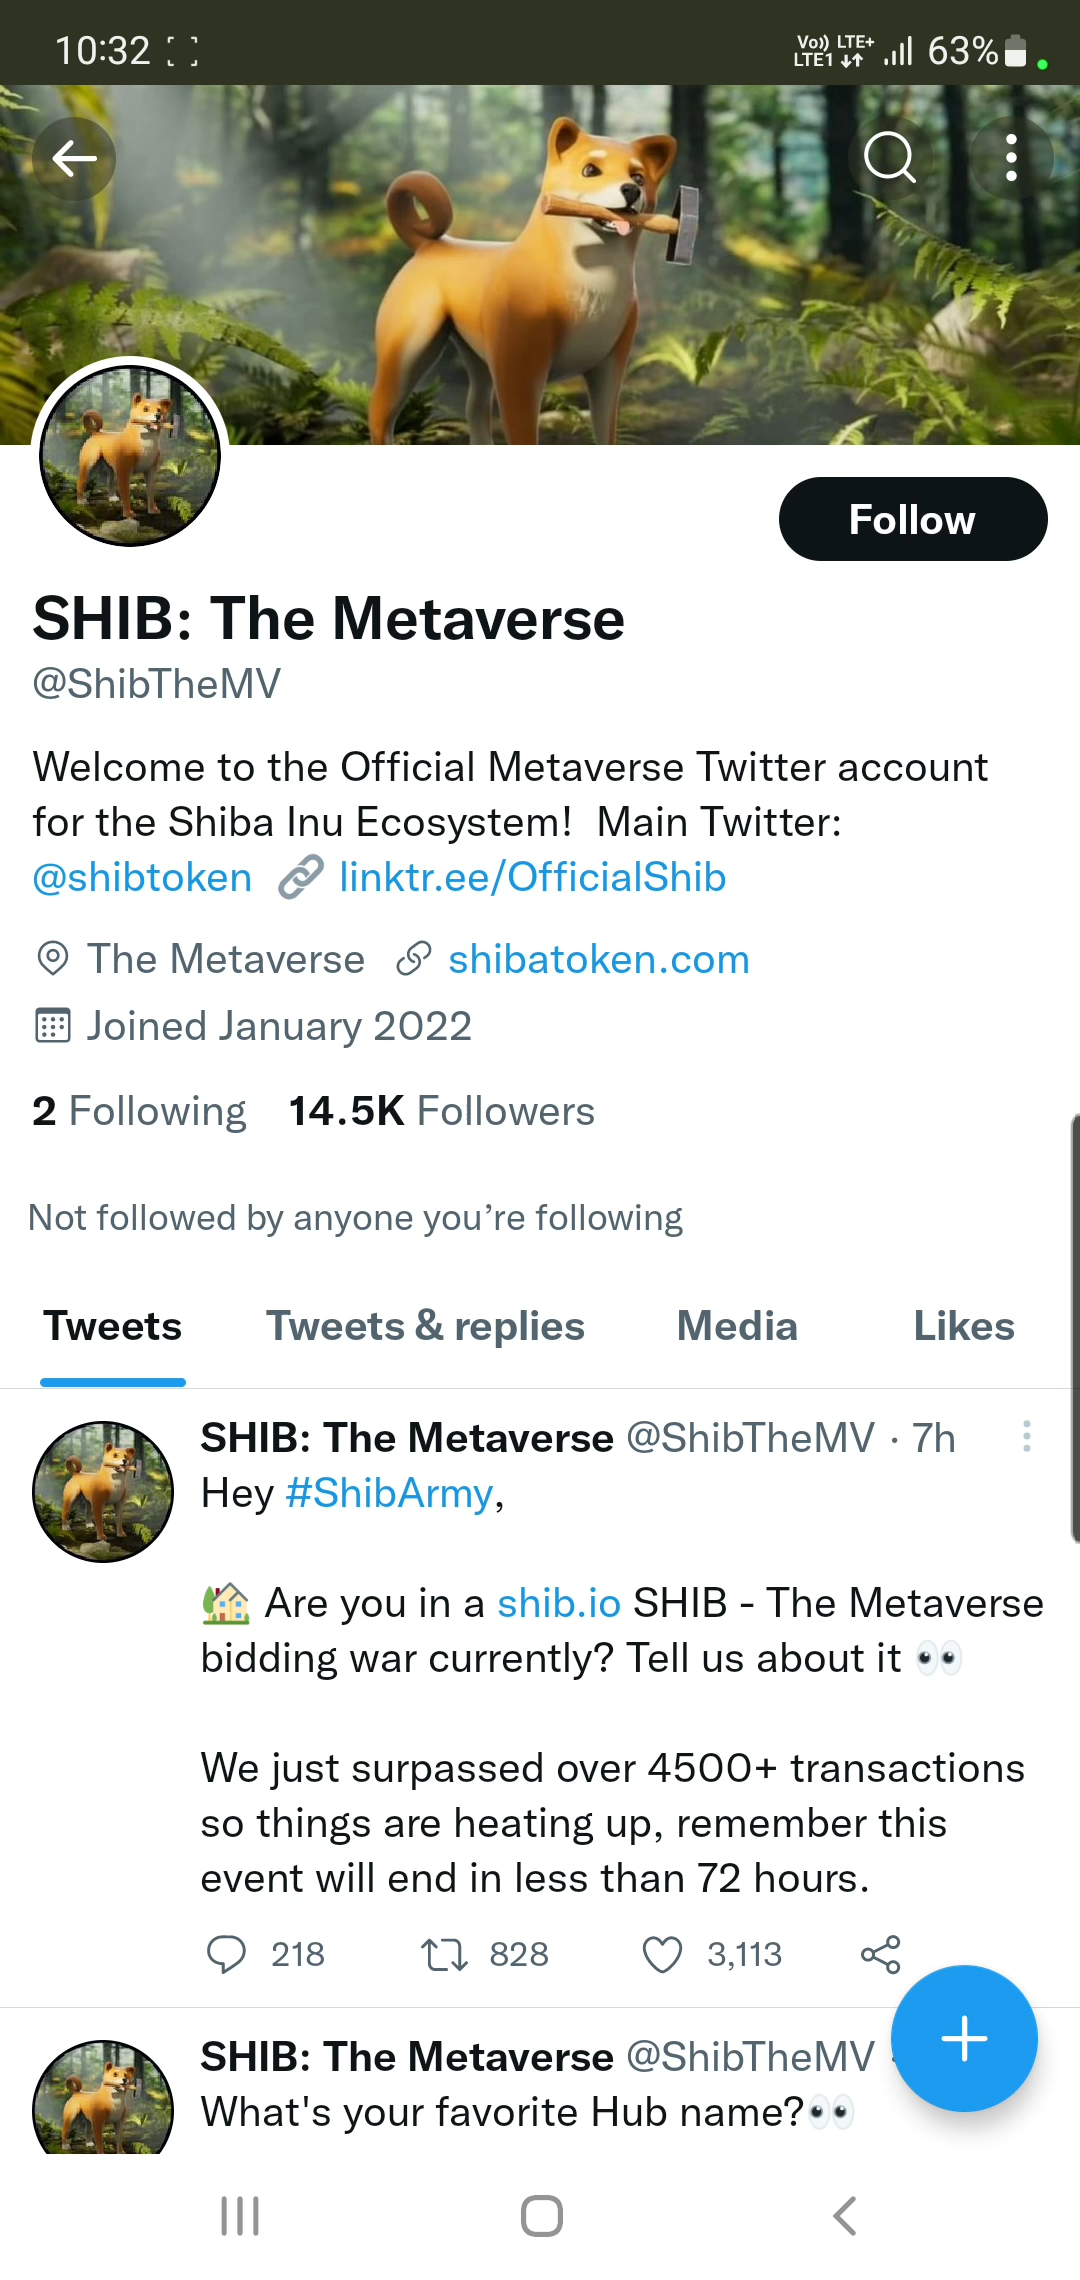 10:32
Vo)) LTE+
LTE1
63%
Follow
SHIB: The Metaverse
@ShibTheMV
Welcome to the Official Metaverse Twitter account
for the Shiba Inu Ecosystem! Main Twitter:
@shibtoken 🔗 linktr.ee/OfficialShib
The Metaverse shibatoken.com
Joined January 2022
2 Following 14.5K Followers
Not followed by anyone you’re following
Tweets Tweets & replies Media Likes
SHIB: The Metaverse @ShibTheMV · 7h
Hey #ShibArmy,
🏡 Are you in a shib.io SHIB - The Metaverse
bidding war currently? Tell us about it 👀
We just surpassed over 4500+ transactions
so things are heating up, remember this
event will end in less than 72 hours.
218 828 3,113
SHIB: The Metaverse @ShibTheMV
What's your favorite Hub name?👀